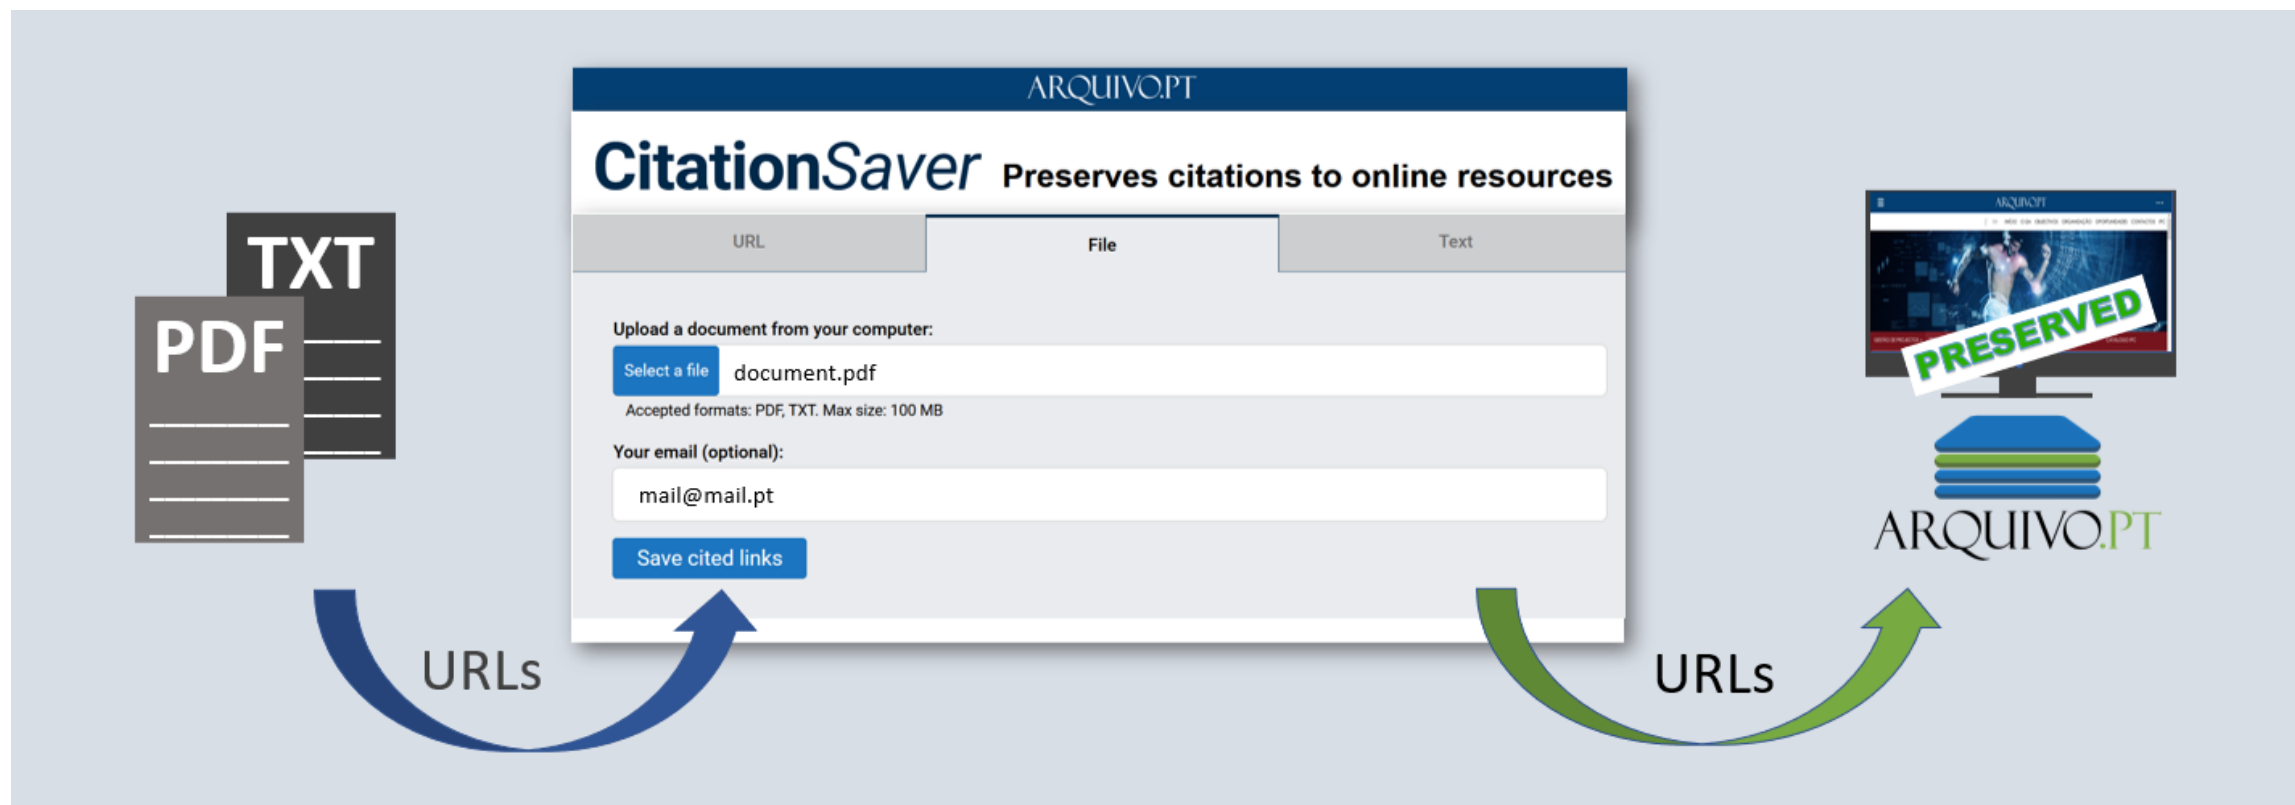 TXT
PDF
URLs
ARQUIVO.PT
CitationSaver Preserves citations to online resources
URL File Text
Upload a document from your computer:
Select a file document.pdf
Accepted formats: PDF, TXT. Max size: 100 MB
Your email (optional):
mail@mail.pt
Save cited links
URLs
ARQUIVO.PT
PRESERVED
ARQUIVO.PT